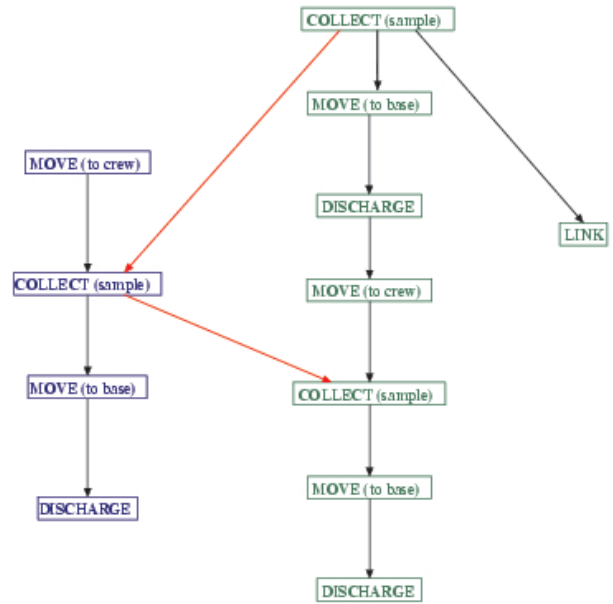 COLLECT (sample)
MOVE (to base)
MOVE (to crew)
DISCHARGE
LINK
COLLECT (sample)
MOVE (to crew)
MOVE (to base)
COLLECT (sample)
MOVE (to base)
DISCHARGE
DISCHARGE